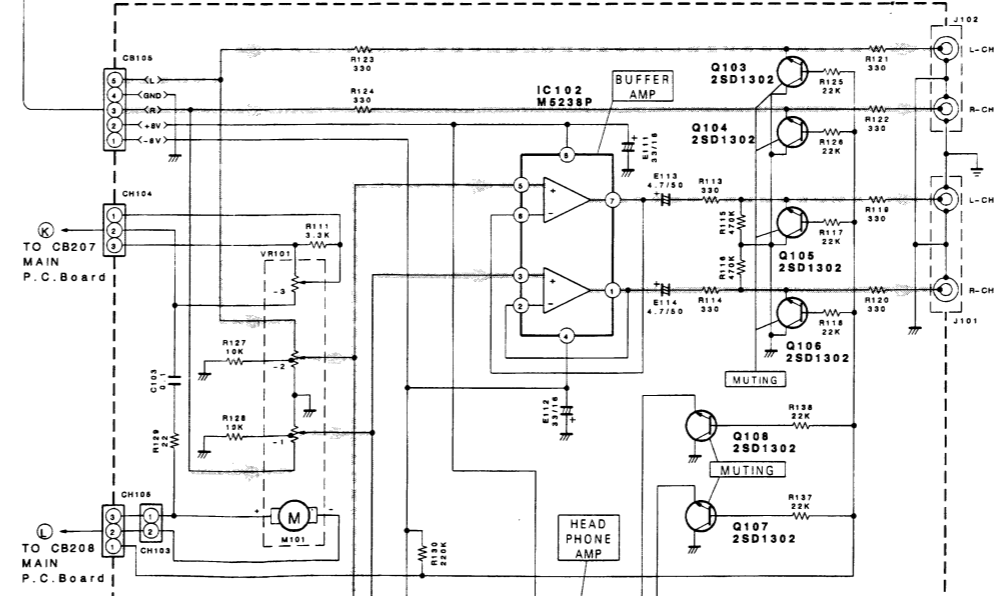 J102
L-CH
R-CH
CB105
5 <L>
4 <GND>
3 <R>
2 <+8V>
1 <-8V>
R123
330
R124
330
IC102
M5238P
BUFFER
AMP
E111
33/16
+
8
Q103
2SD1302
R121
330
R125
22K
Q104
2SD1302
R122
330
R126
22K
CH104
1
2
3
K
TO CB207
MAIN
P.C.Board
R111
3.3K
VR101
-3
5
+
6
-
7
3
+
2
-
1
4
E113
4.7/50
+
R113
330
R115
470K
R116
470K
E114
4.7/50
+
R114
330
L-CH
R119
330
R117
22K
Q105
2SD1302
R-CH
R120
330
R118
22K
Q106
2SD1302
J101
MUTING
R127
10K
-2
C103
0.1
R128
10K
-1
R129
22
E112
33/16
+
R138
22K
Q108
2SD1302
MUTING
R137
22K
Q107
2SD1302
CH106
3
2
1
1
2
CH103
L
TO CB208
MAIN
P.C.Board
+
M
-
M101
R130
220K
HEAD
PHONE
AMP